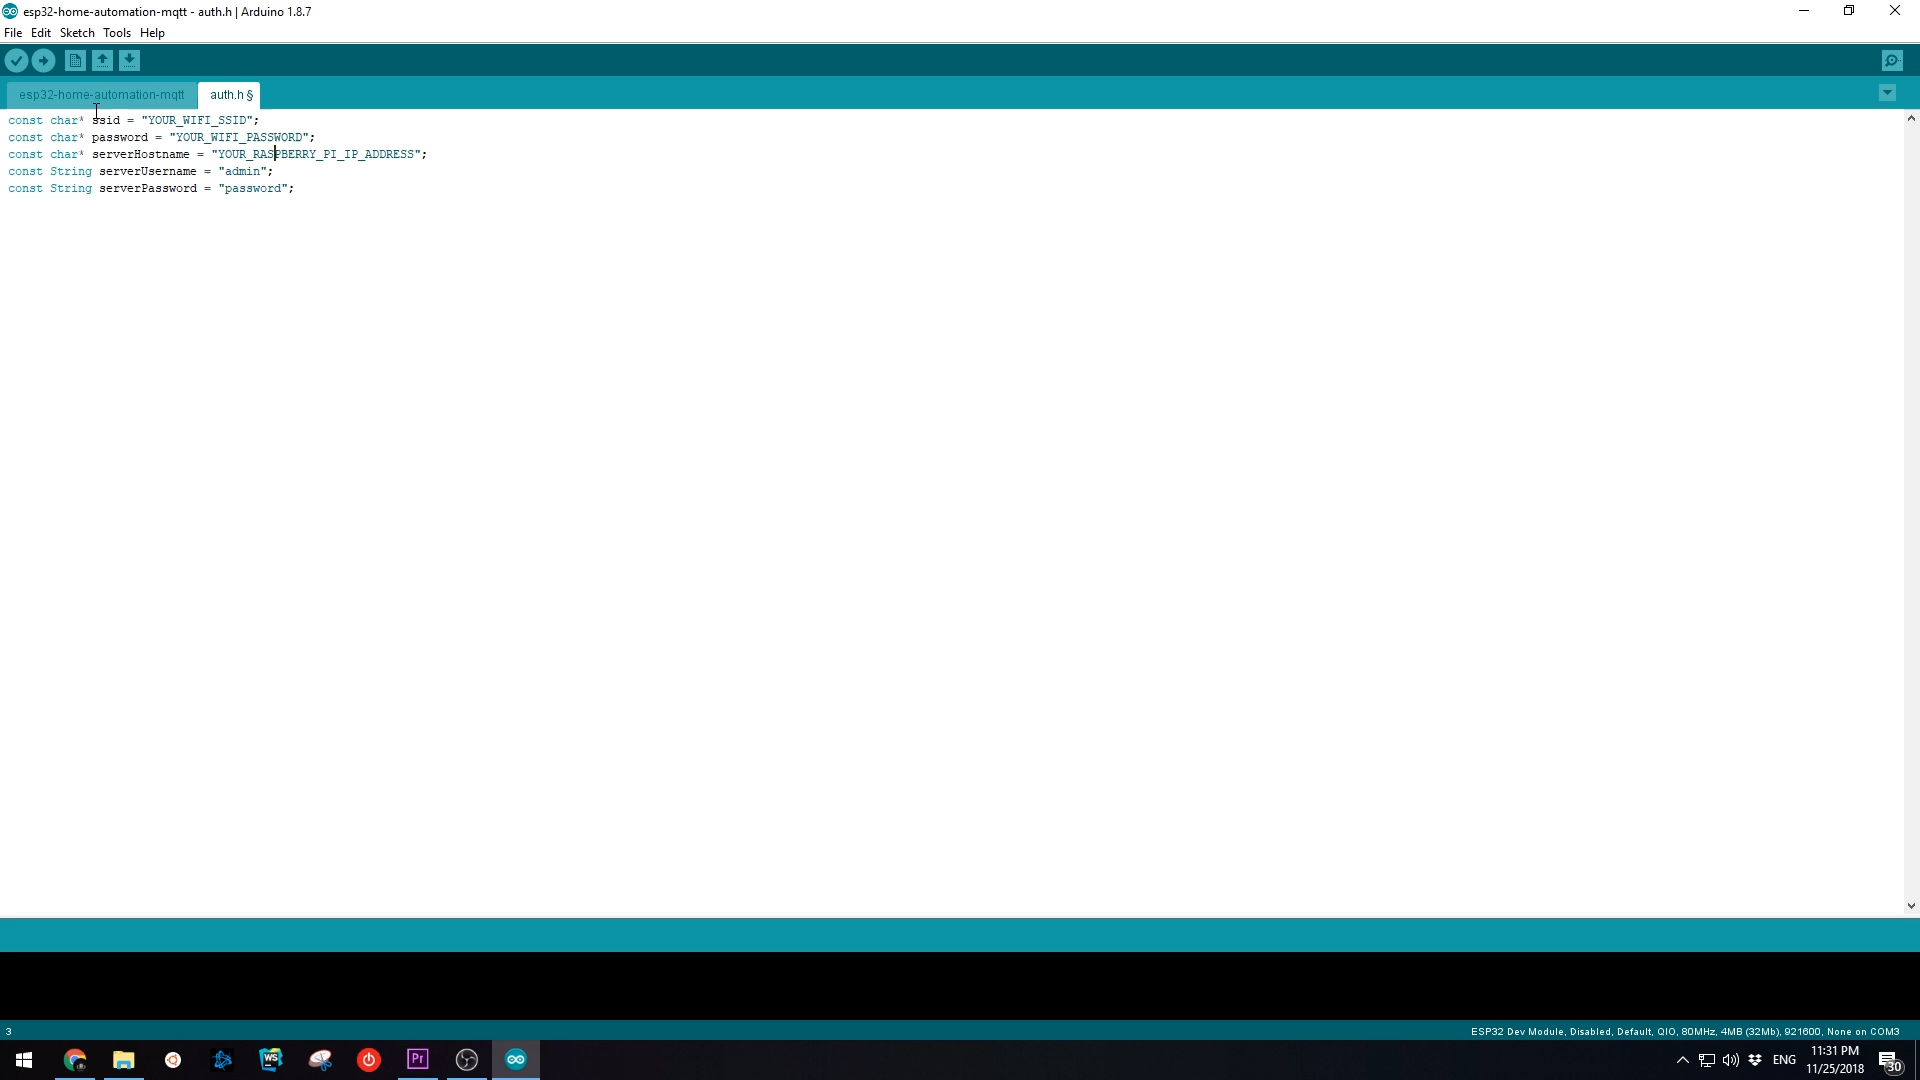 esp32-home-automation-mqtt - auth.h | Arduino 1.8.7
File Edit Sketch Tools Help
esp32-home-automation-mqtt auth.h §
const char* ssid = "YOUR_WIFI_SSID";
const char* password = "YOUR_WIFI_PASSWORD";
const char* serverHostname = "YOUR_RASPBERRY_PI_IP_ADDRESS";
const String serverUsername = "admin";
const String serverPassword = "password";
3 ESP32 Dev Module, Disabled, Default, QIO, 80MHz, 4MB (32Mb), 921600, None on COM3
WS Pr ENG 11:31 PM 30
11/25/2018